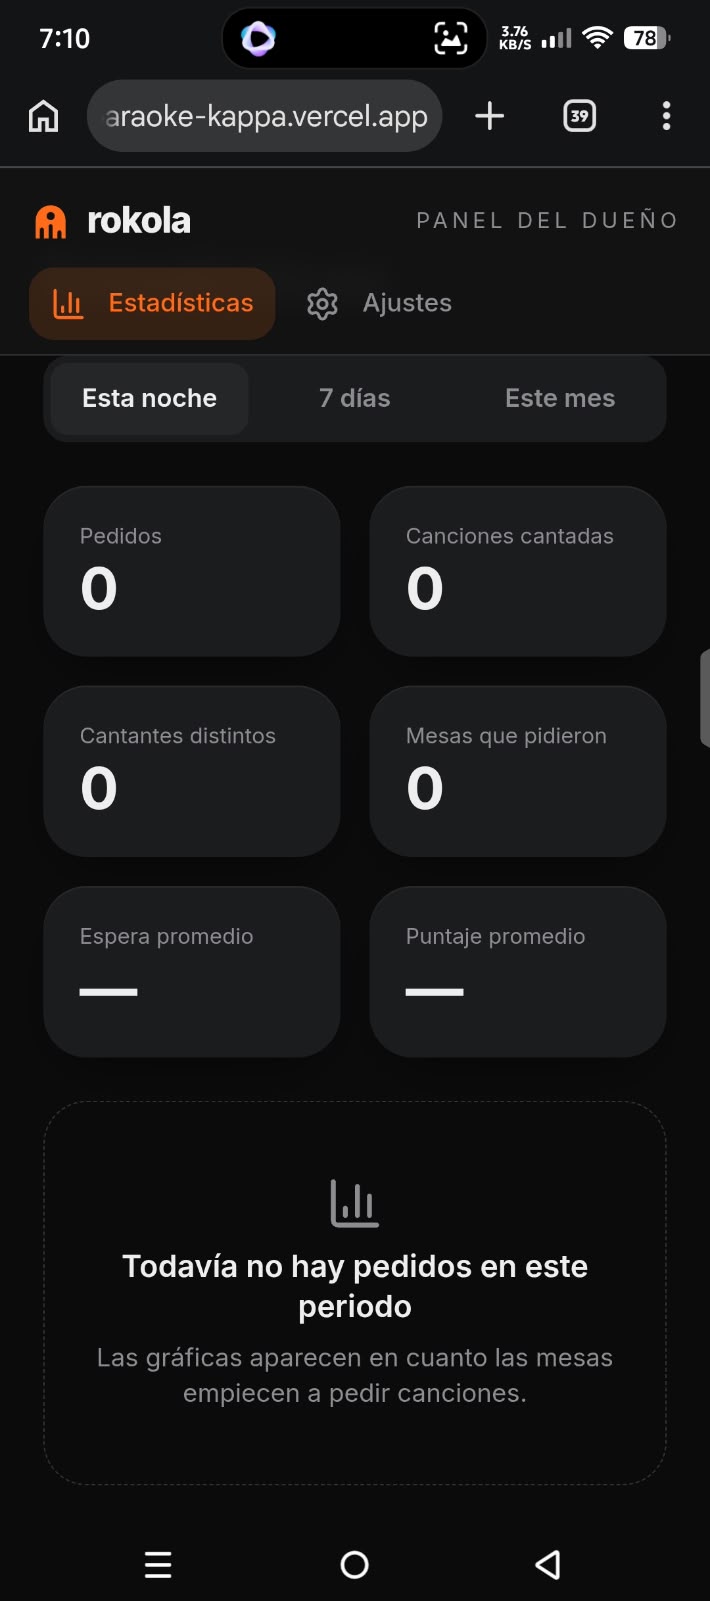 7:10
3.76
KB/S
78
araoke-kappa.vercel.app
39
rokola
PANEL DEL DUEÑO
Estadísticas
Ajustes
Esta noche
7 días
Este mes
Pedidos
0
Canciones cantadas
0
Cantantes distintos
0
Mesas que pidieron
0
Espera promedio
—
Puntaje promedio
—
Todavía no hay pedidos en este
periodo
Las gráficas aparecen en cuanto las mesas
empiecen a pedir canciones.